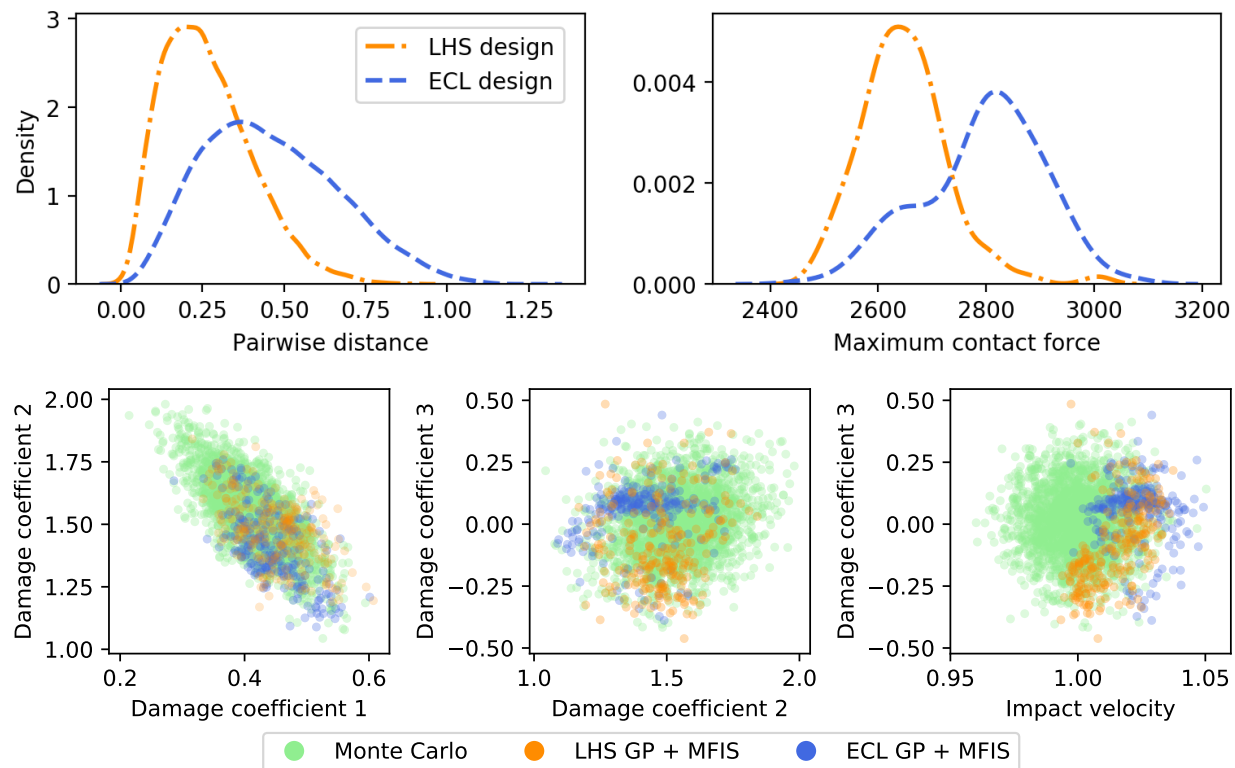 3
2
1
0
Density
LHS design
ECL design
0.00 0.25 0.50 0.75 1.00 1.25
Pairwise distance
0.004
0.002
0.000
2400 2600 2800 3000 3200
Maximum contact force
2.00
1.75
1.50
1.25
1.00
Damage coefficient 2
0.2 0.4 0.6
Damage coefficient 1
0.50
0.25
0.00
−0.25
−0.50
Damage coefficient 3
1.0 1.5 2.0
Damage coefficient 2
0.50
0.25
0.00
−0.25
−0.50
Damage coefficient 3
0.95 1.00 1.05
Impact velocity
Monte Carlo LHS GP + MFIS ECL GP + MFIS